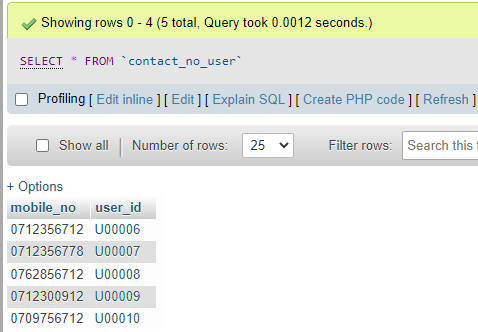 Showing rows 0 - 4 (5 total, Query took 0.0012 seconds.)
SELECT * FROM `contact_no_user`
Profiling [ Edit inline ] [ Edit ] [ Explain SQL ] [ Create PHP code ] [ Refresh ]
Show all | Number of rows: 25 Filter rows: Search this t
+ Options
mobile_no user_id
0712356712 U00006
0712356778 U00007
0762856712 U00008
0712300912 U00009
0709756712 U00010